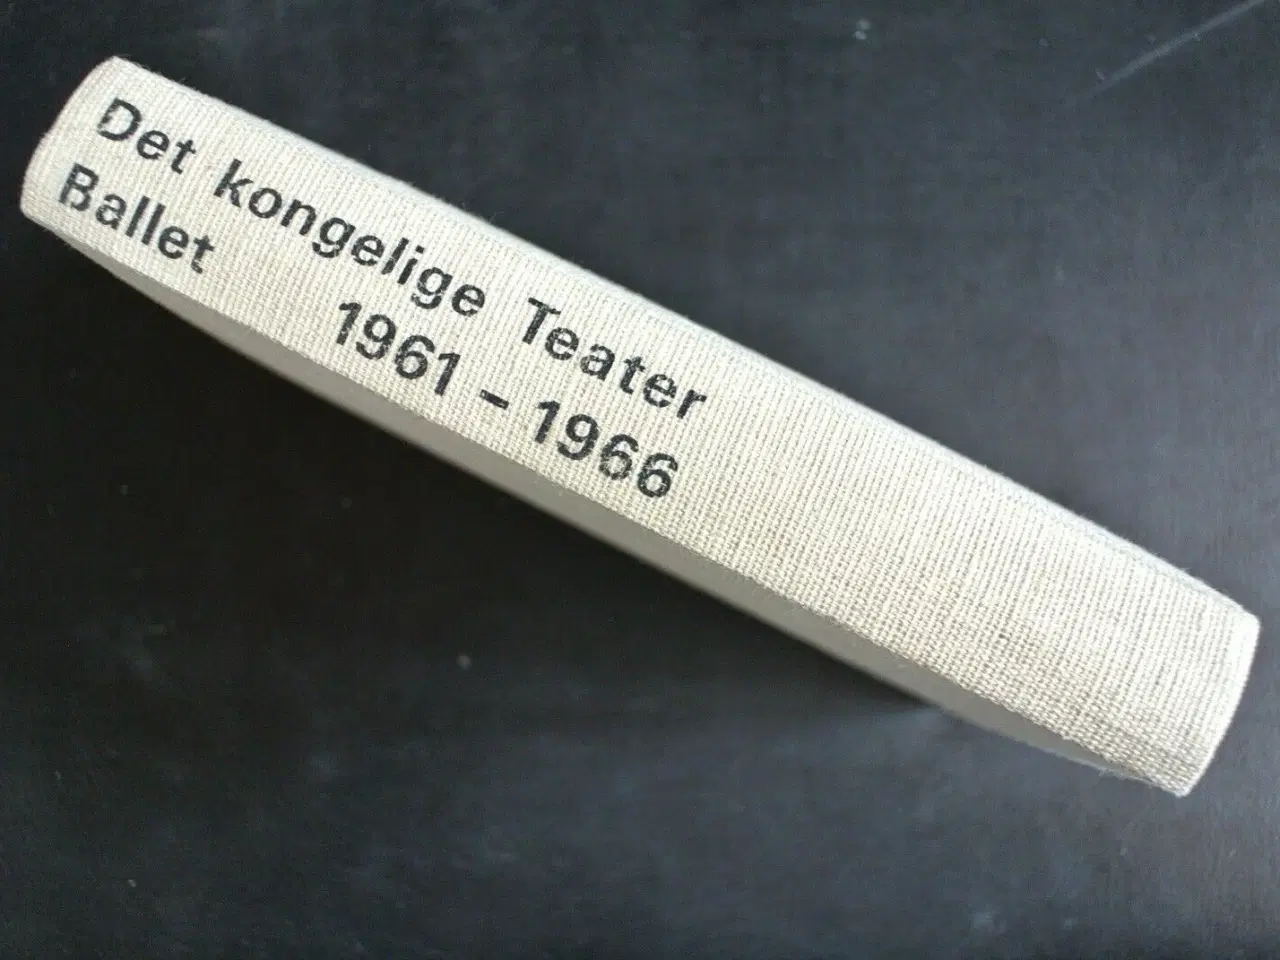 Det kongelige Teater
Ballet 1961 – 1966